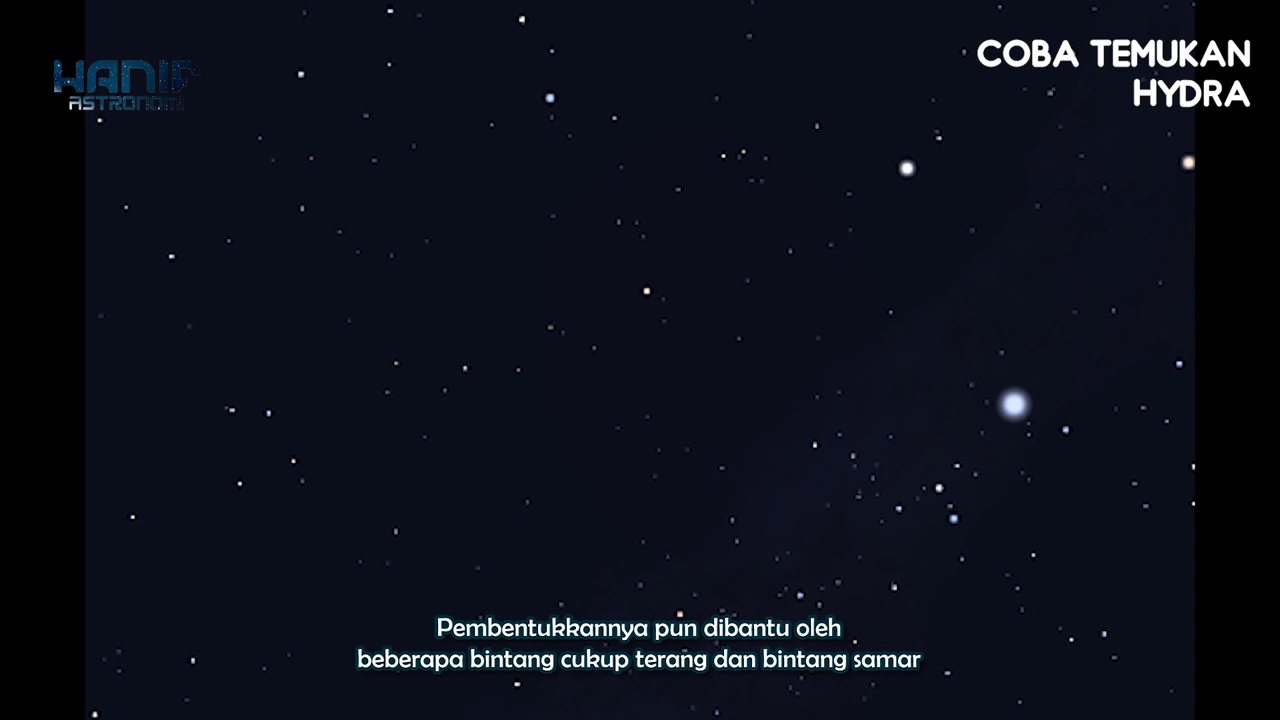 COBA TEMUKAN
HYDRA
HANIF
ASTRONOMI
Pembentukkannya pun dibantu oleh
beberapa bintang cukup terang dan bintang samar